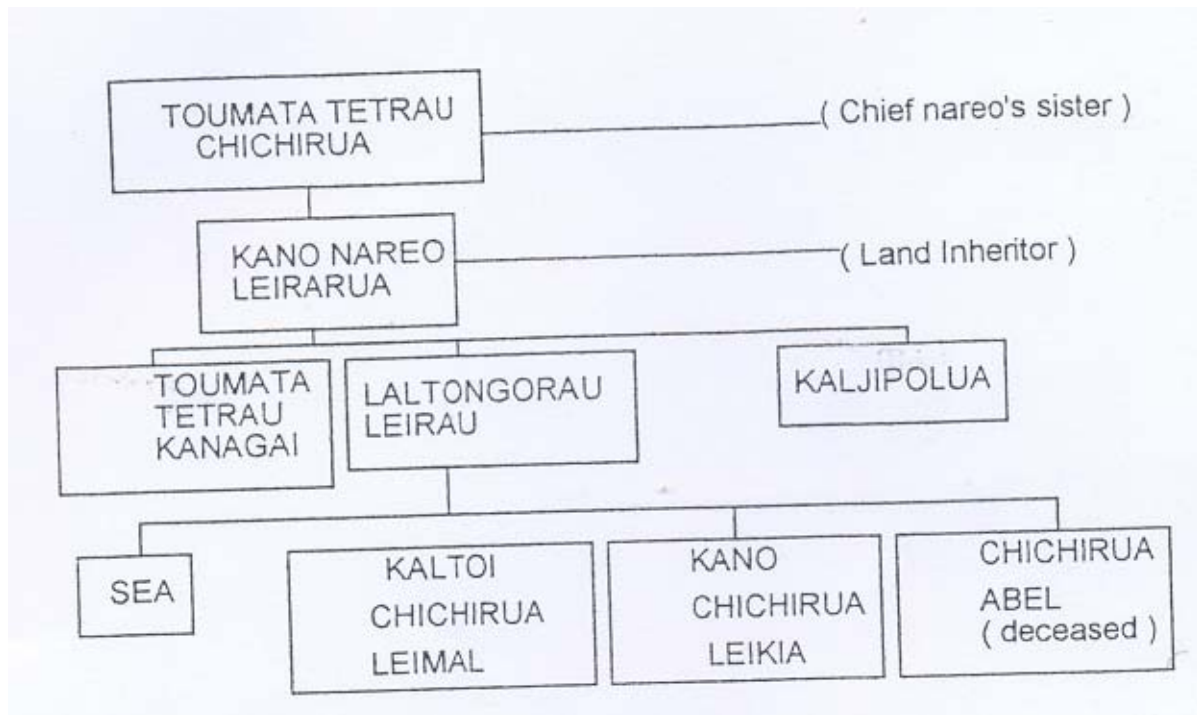 TOUMATA TETRAU
CHICHIRUA
( Chief nareo's sister )
KANO NAREO
LEIRARUA
( Land Inheritor )
TOUMATA
TETRAU
KANAGAI
LALTONGORAU
LEIRAU
KALJIPOLUA
SEA
KALTOI
CHICHIRUA
LEIMAL
KANO
CHICHIRUA
LEIKIA
CHICHIRUA
ABEL
( deceased )